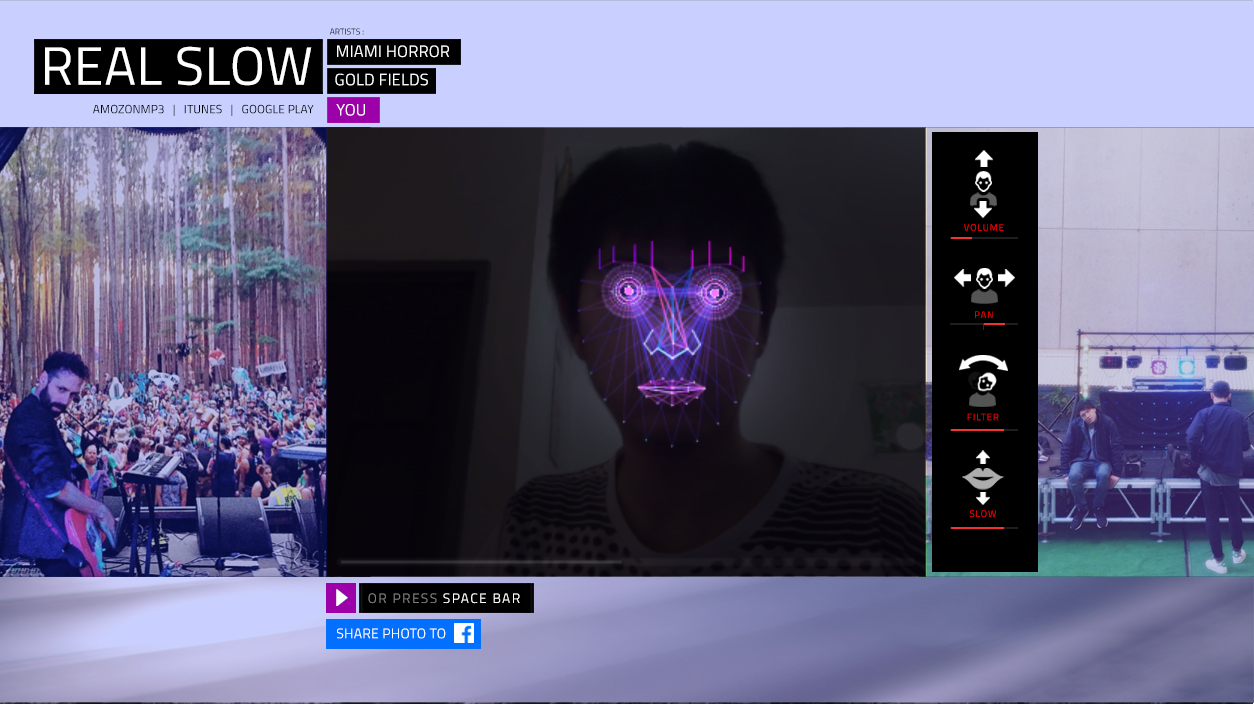 ARTISTS :
REAL SLOW
MIAMI HORROR
GOLD FIELDS
AMOZONMP3 | ITUNES | GOOGLE PLAY
YOU
VOLUME
PAN
FILTER
SLOW
OR PRESS SPACE BAR
SHARE PHOTO TO f